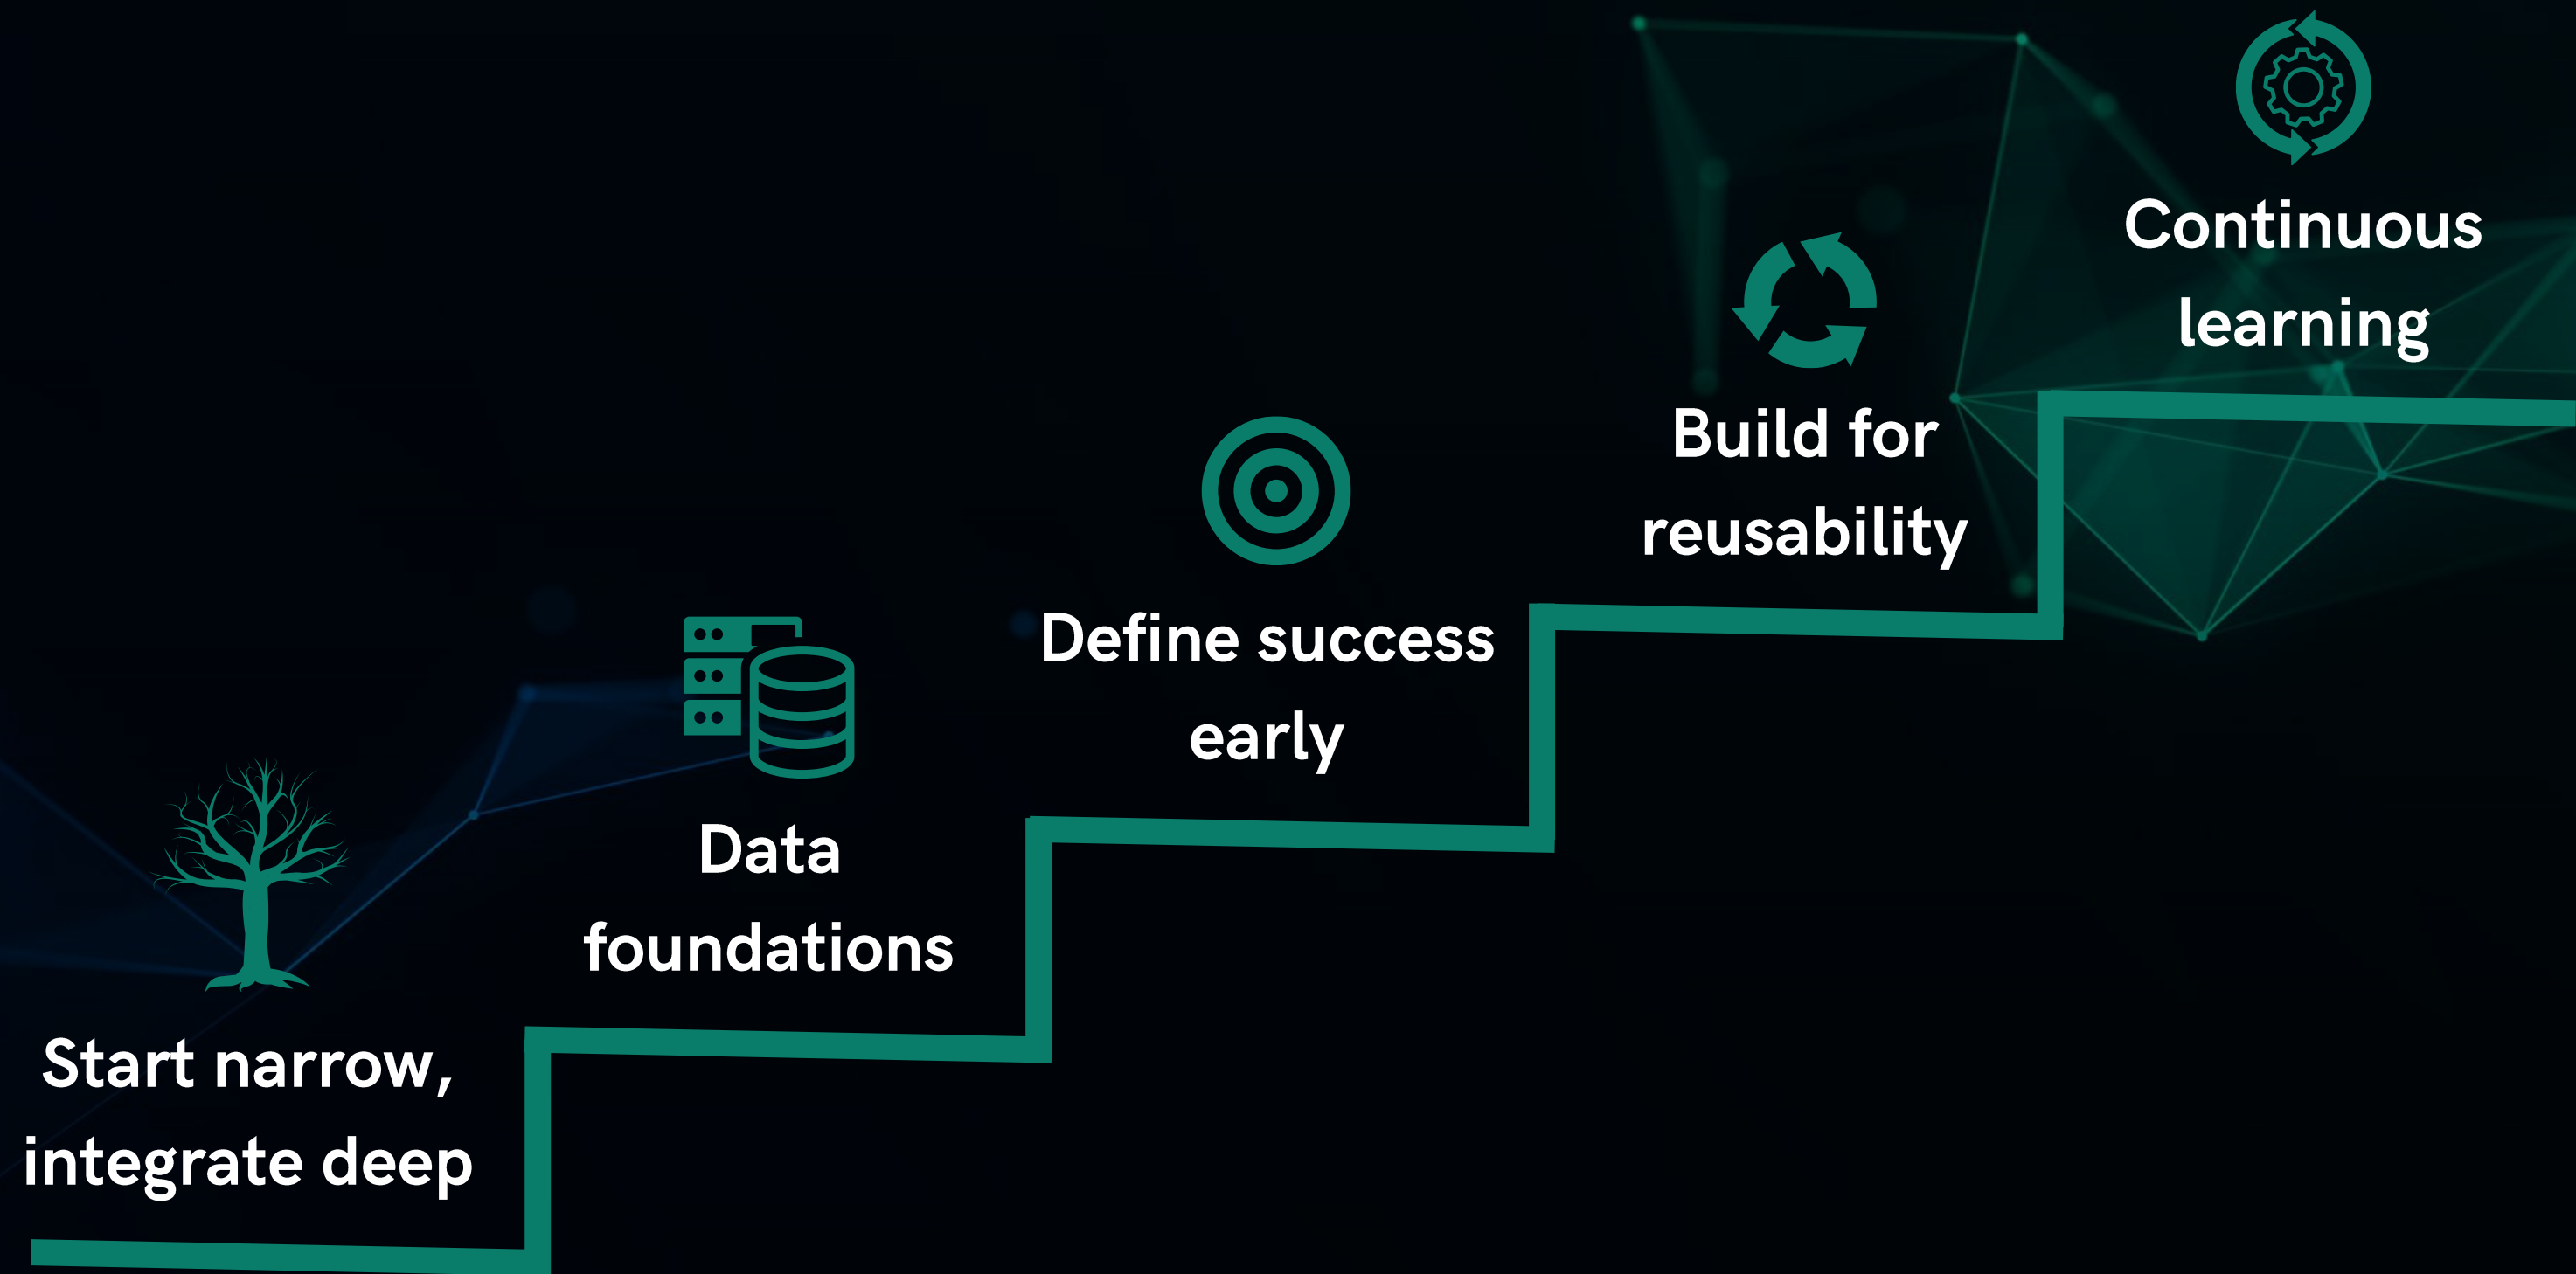 Start narrow,
integrate deep
Data
foundations
Define success
early
Build for
reusability
Continuous
learning